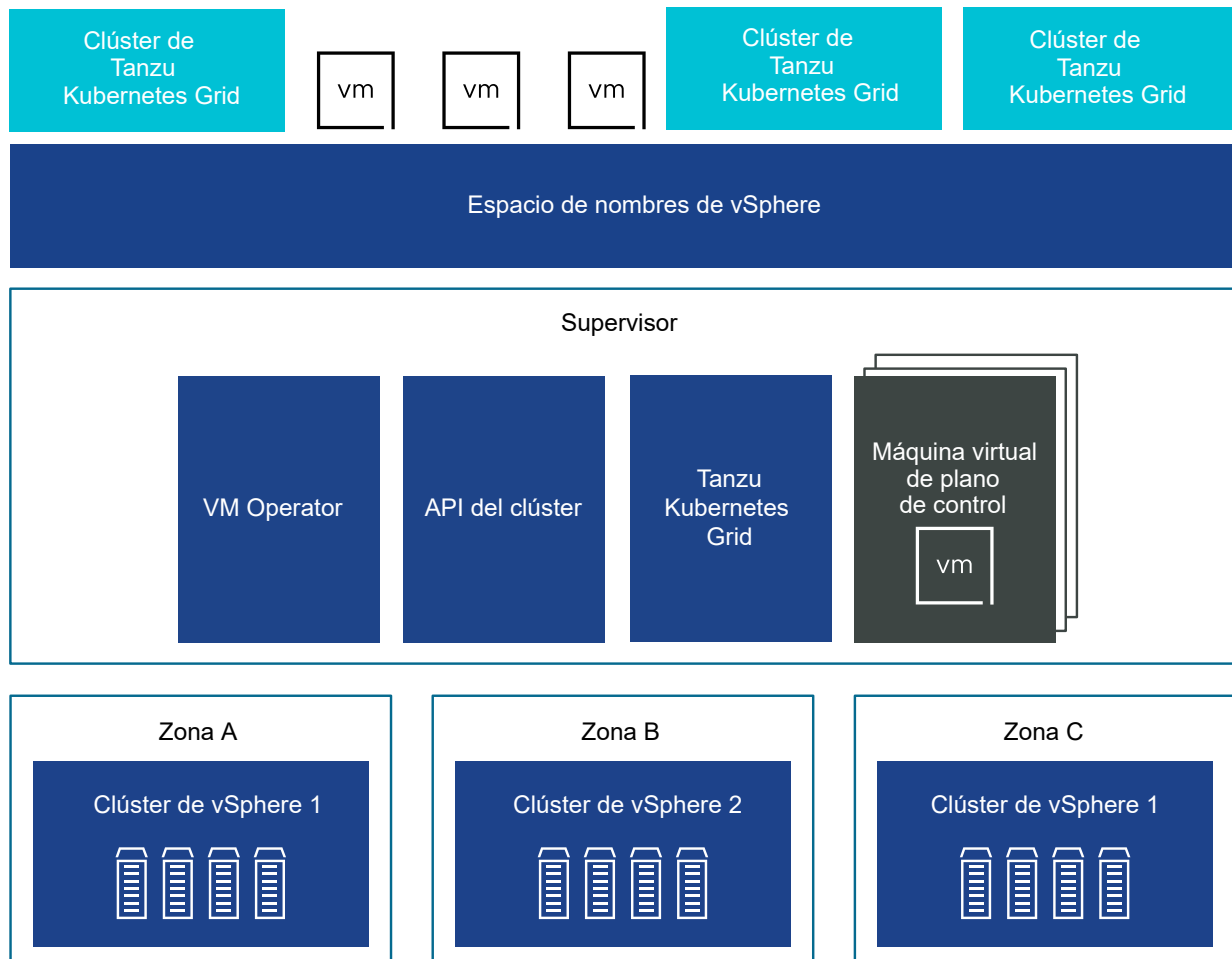 Clúster de
Tanzu
Kubernetes Grid
vm
vm
vm
Clúster de
Tanzu
Kubernetes Grid
Clúster de
Tanzu
Kubernetes Grid
Espacio de nombres de vSphere
Supervisor
VM Operator
API del clúster
Tanzu
Kubernetes
Grid
Máquina virtual
de plano
de control
vm
Zona A
Clúster de vSphere 1
Zona B
Clúster de vSphere 2
Zona C
Clúster de vSphere 1